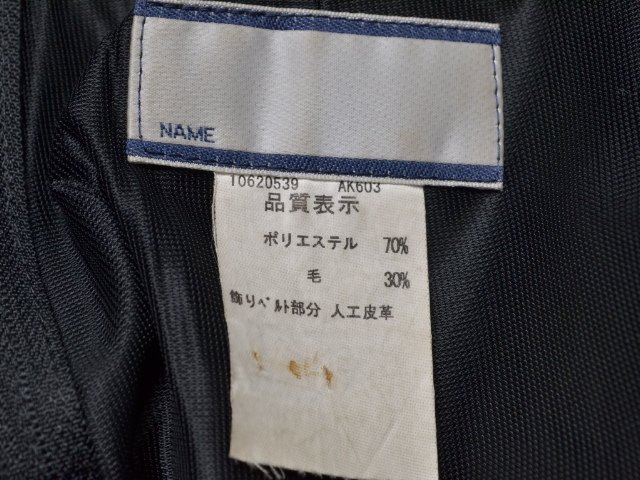 NAME
10620539 AK603
品質表示
ポリエステル 70%
毛 30%
飾りベルト部分 人工皮革